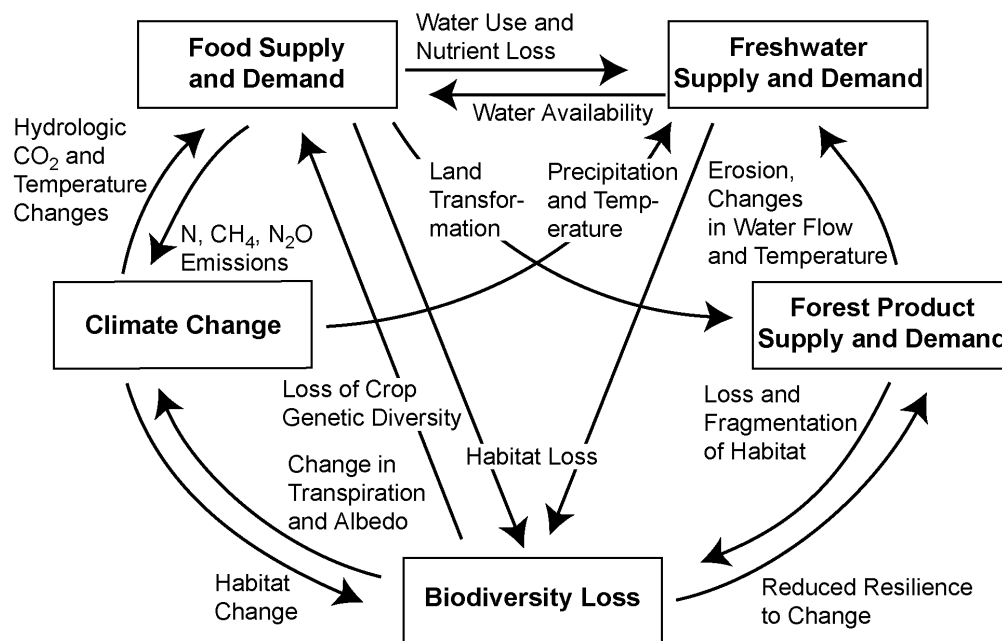 Water Use and
Nutrient Loss
Food Supply
and Demand
Freshwater
Supply and Demand
Water Availability
Hydrologic
CO₂ and
Temperature
Changes
Land
Transfor-
mation
Precipitation
and Temp-
erature
Erosion,
Changes
in Water Flow
and Temperature
N, CH₄, N₂O
Emissions
Climate Change
Forest Product
Supply and Demand
Loss of Crop
Genetic Diversity
Loss and
Fragmentation
of Habitat
Habitat Loss
Change in
Transpiration
and Albedo
Habitat
Change
Biodiversity Loss
Reduced Resilience
to Change